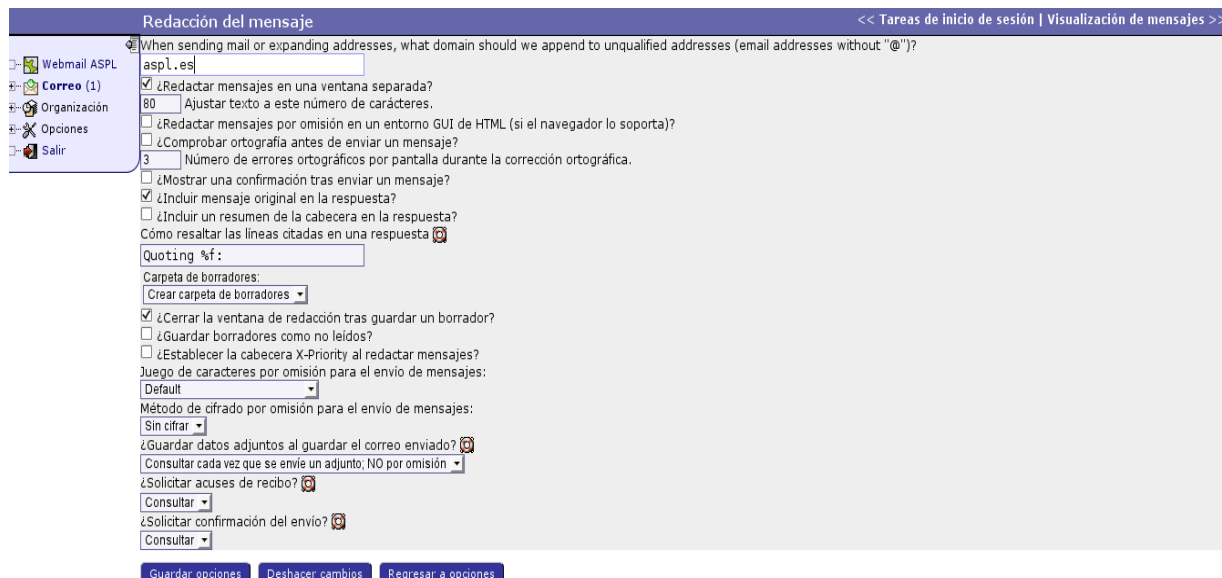 Redacción del mensaje
<< Tareas de inicio de sesión | Visualización de mensajes >>
Webmail ASPL
Correo (1)
Organización
Opciones
Salir
When sending mail or expanding addresses, what domain should we append to unqualified addresses (email addresses without "@")?
aspl.es
¿Redactar mensajes en una ventana separada?
80 Ajustar texto a este número de carácteres.
¿Redactar mensajes por omisión en un entorno GUI de HTML (si el navegador lo soporta)?
¿Comprobar ortografía antes de enviar un mensaje?
3 Número de errores ortográficos por pantalla durante la corrección ortográfica.
¿Mostrar una confirmación tras enviar un mensaje?
¿Incluir mensaje original en la respuesta?
¿Incluir un resumen de la cabecera en la respuesta?
Cómo resaltar las líneas citadas en una respuesta
Quoting %f:
Carpeta de borradores:
Crear carpeta de borradores
¿Cerrar la ventana de redacción tras guardar un borrador?
¿Guardar borradores como no leídos?
¿Establecer la cabecera X-Priority al redactar mensajes?
Juego de caracteres por omisión para el envío de mensajes:
Default
Método de cifrado por omisión para el envío de mensajes:
Sin cifrar
¿Guardar datos adjuntos al guardar el correo enviado?
Consultar cada vez que se envíe un adjunto; NO por omisión
¿Solicitar acuses de recibo?
Consultar
¿Solicitar confirmación del envío?
Consultar
Guardar opciones Deshacer cambios Regresar a opciones